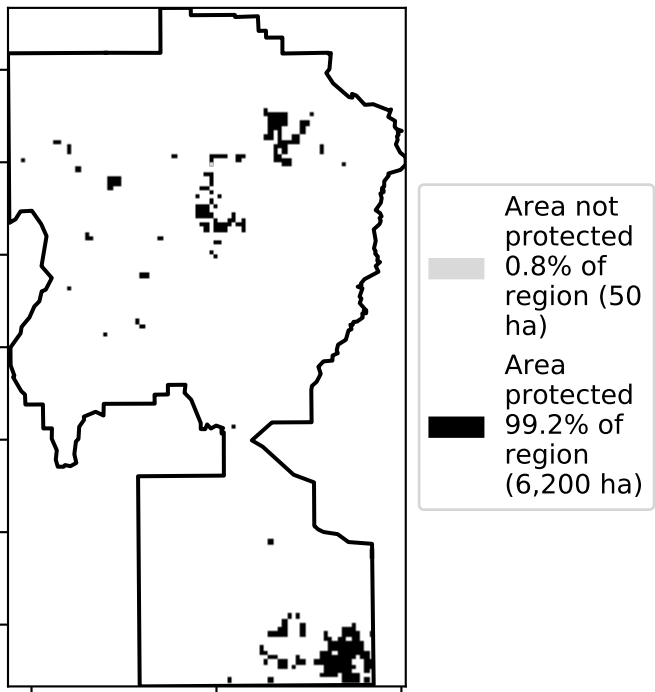 Area not
protected
0.8% of
region (50
ha)
Area
protected
99.2% of
region
(6,200 ha)